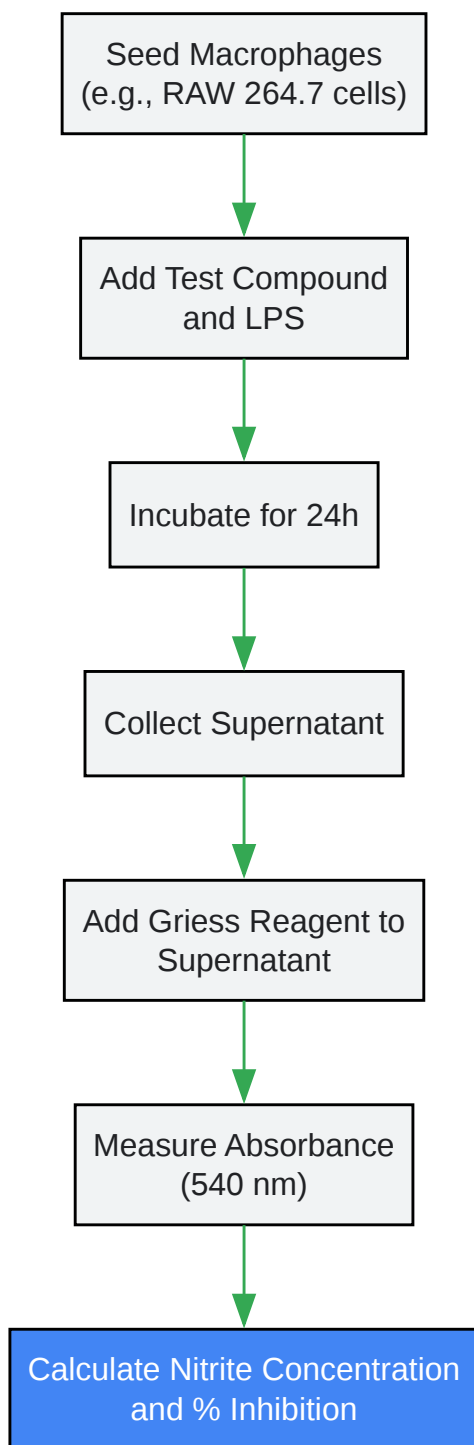 Seed Macrophages
(e.g., RAW 264.7 cells)
Add Test Compound
and LPS
Incubate for 24h
Collect Supernatant
Add Griess Reagent to
Supernatant
Measure Absorbance
(540 nm)
Calculate Nitrite Concentration
and % Inhibition